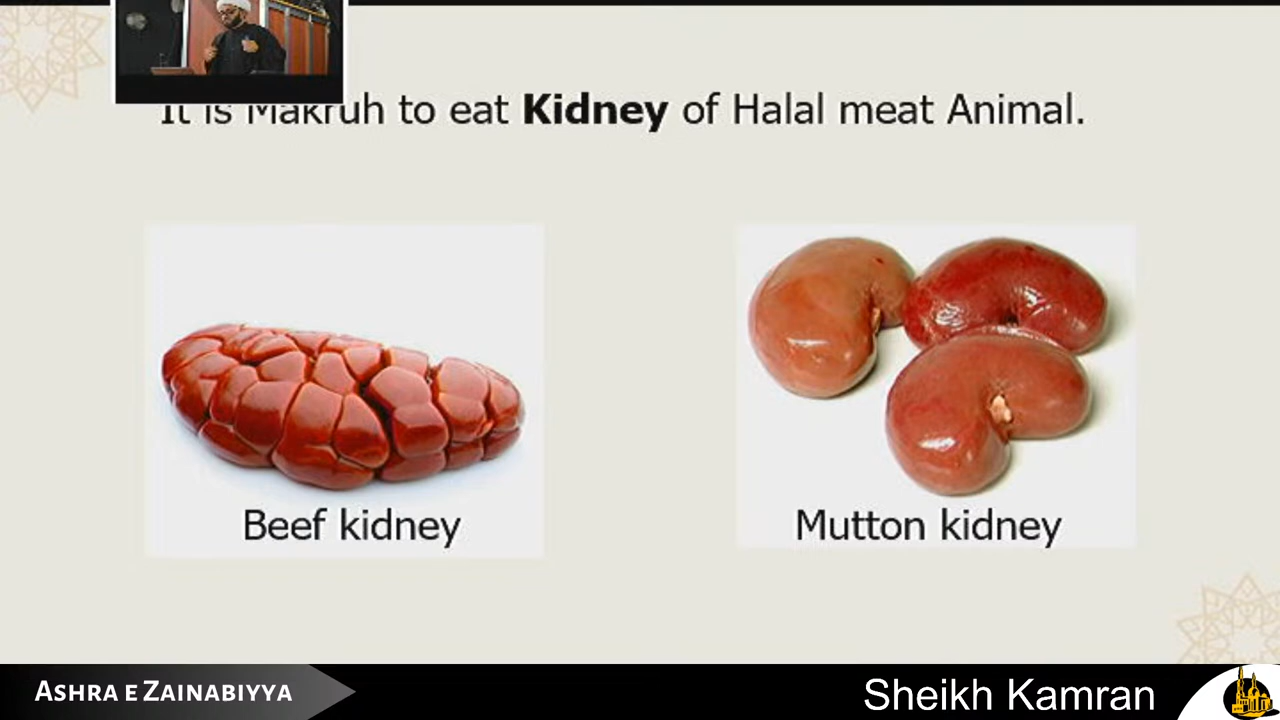 It is Makruh to eat Kidney of Halal meat Animal.
Beef kidney
Mutton kidney
ASHRA E ZAINABIYYA
Sheikh Kamran